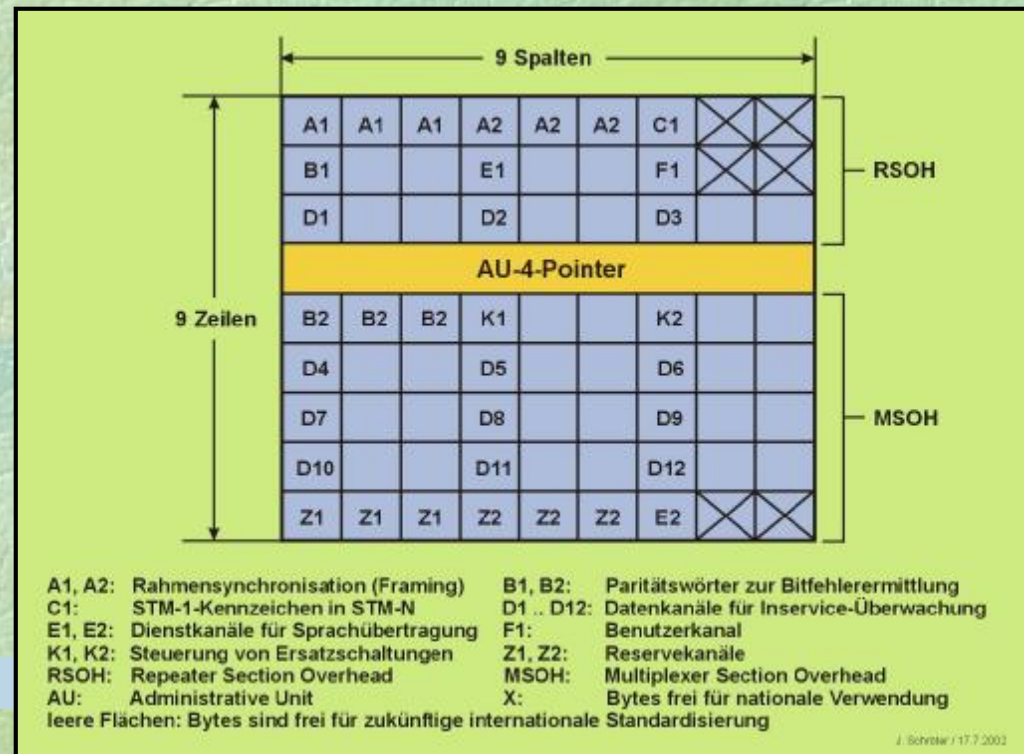 9 Spalten
A1 A1 A1 A2 A2 A2 C1
B1 E1 F1
RSOH
D1 D2 D3
AU-4-Pointer
9 Zeilen
B2 B2 B2 K1 K2
D4 D5 D6
D7 D8 D9
MSOH
D10 D11 D12
Z1 Z1 Z1 Z2 Z2 Z2 E2
A1, A2: Rahmensynchronisation (Framing) B1, B2: Paritätswörter zur Bitfehlerermittlung
C1: STM-1-Kennzeichen in STM-N D1 .. D12: Datenkanäle für Inservice-Überwachung
E1, E2: Dienstkanäle für Sprachübertragung F1: Benutzerkanal
K1, K2: Steuerung von Ersatzschaltungen Z1, Z2: Reservekanäle
RSOH: Repeater Section Overhead MSOH: Multiplexer Section Overhead
AU: Administrative Unit X: Bytes frei für nationale Verwendung
leere Flächen: Bytes sind frei für zukünftige internationale Standardisierung
J. / 17.7.2002